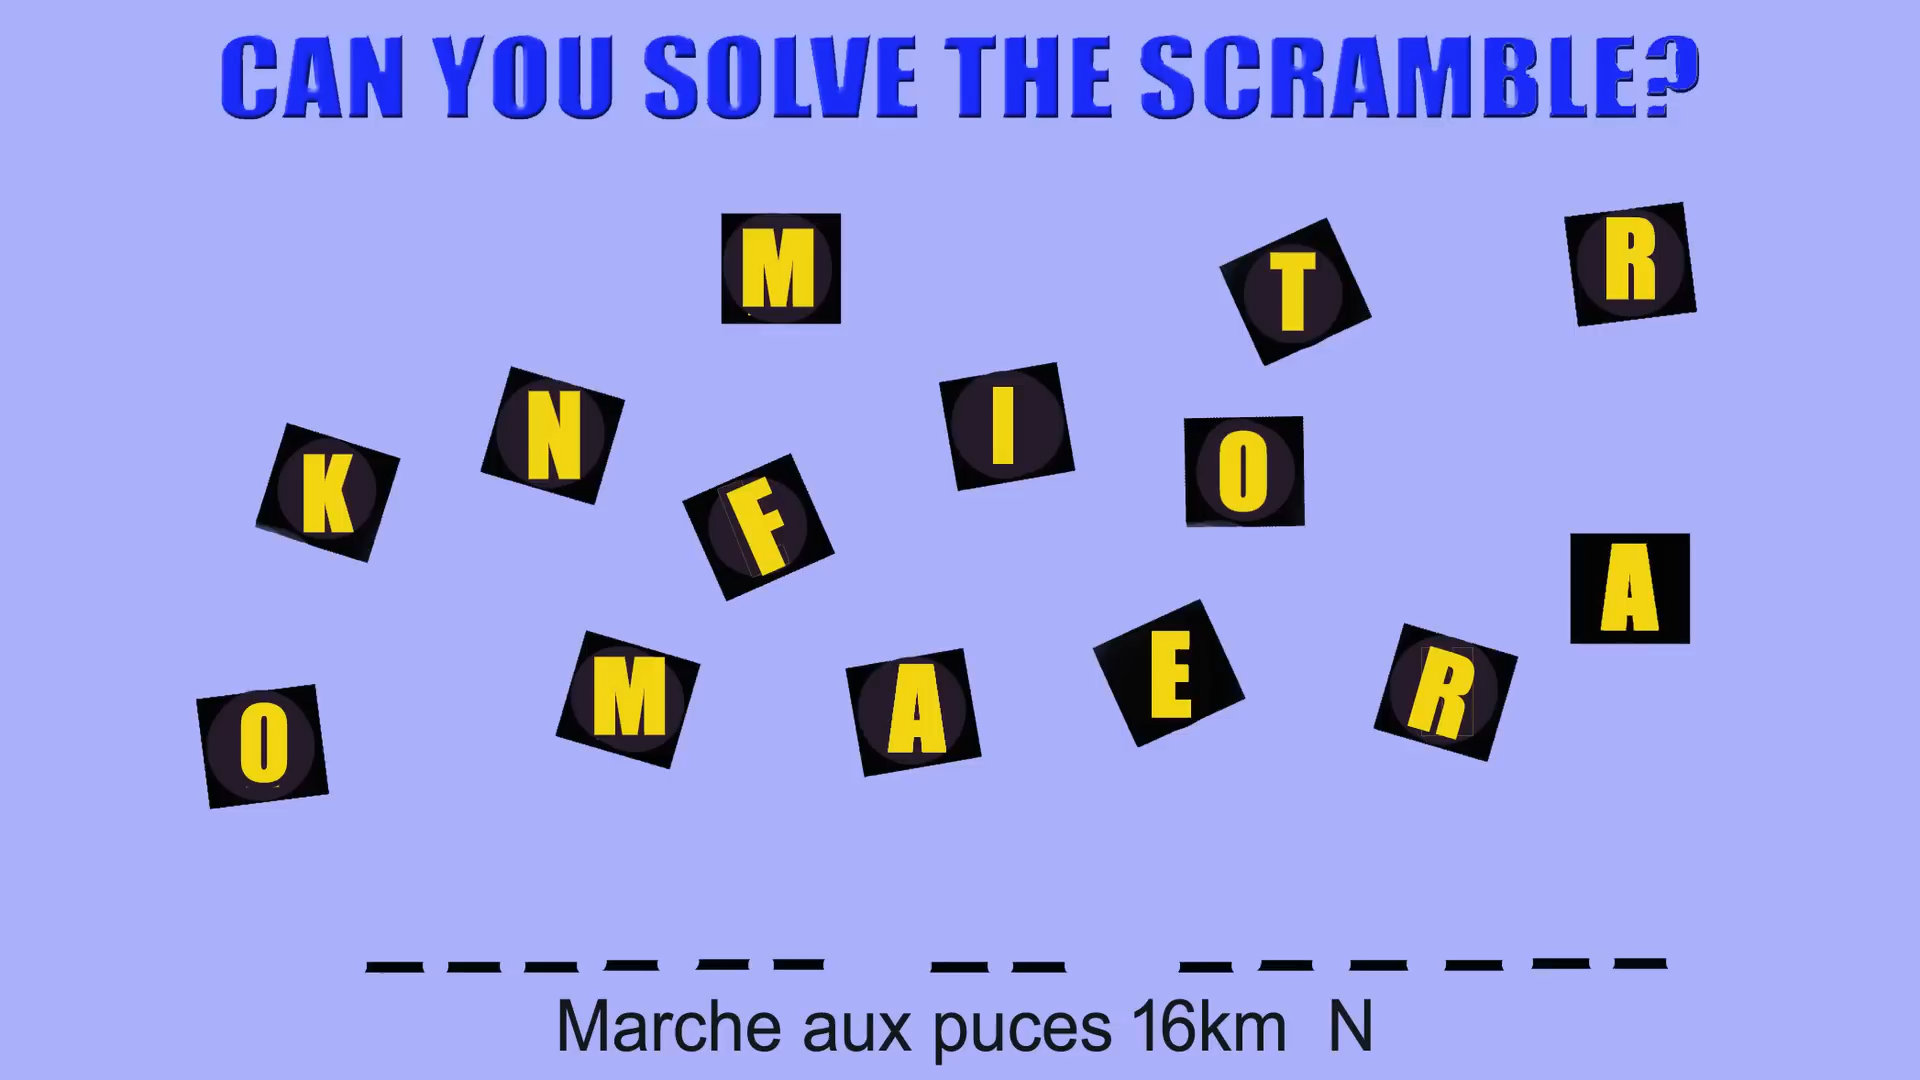 CAN YOU SOLVE THE SCRAMBLE?
M T R
K N F I O
A
O M A E R
Marche aux puces 16km N